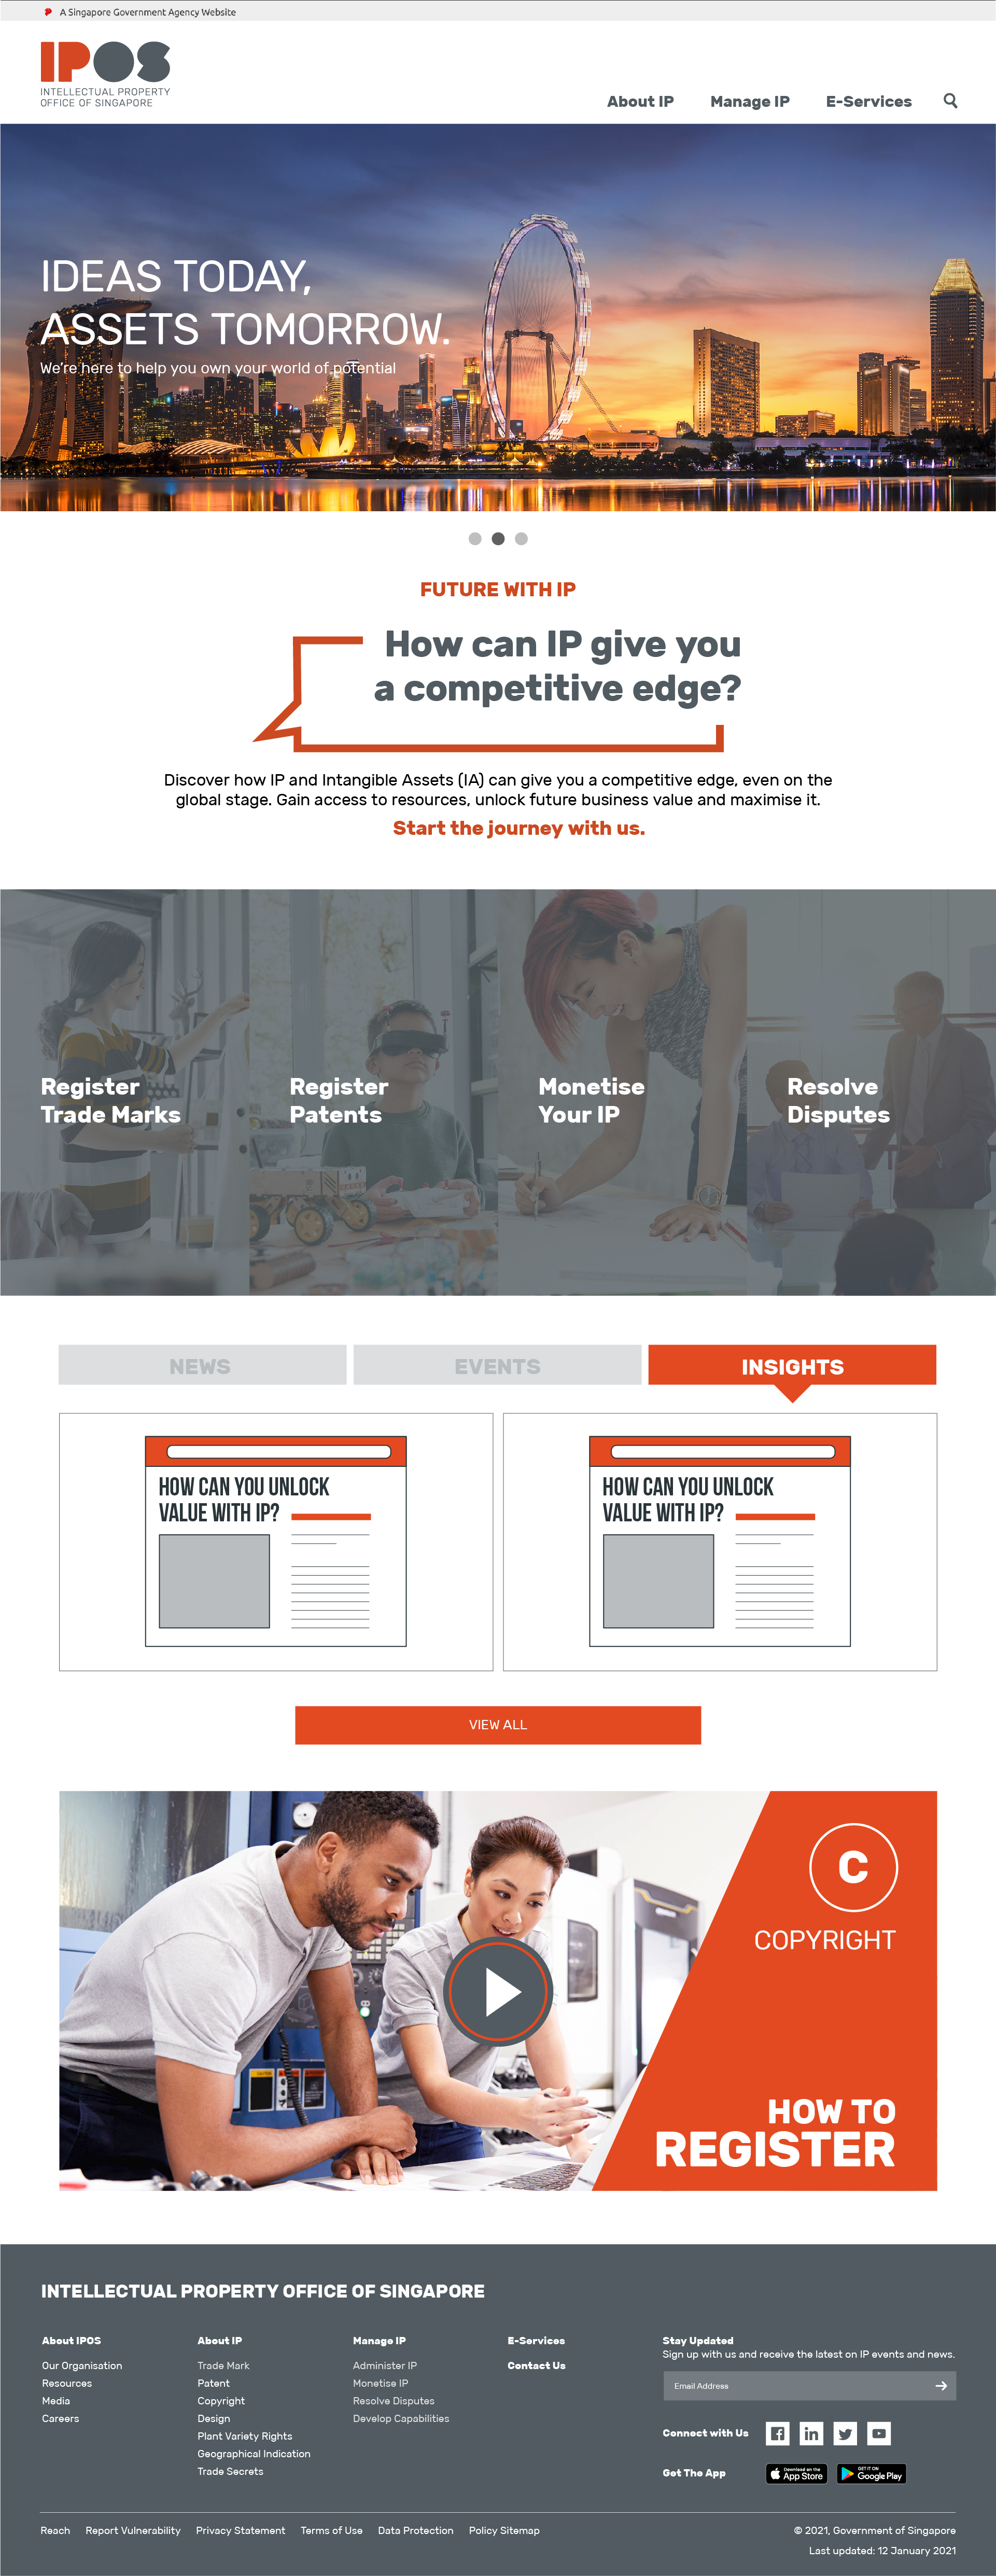 A Singapore Government Agency Website
IPOS
INTELLECTUAL PROPERTY
OFFICE OF SINGAPORE
About IP
Manage IP
E-Services
IDEAS TODAY,
ASSETS TOMORROW.
We're here to help you own your world of potential
FUTURE WITH IP
How can IP give you
a competitive edge?
Discover how IP and Intangible Assets (IA) can give you a competitive edge, even on the
global stage. Gain access to resources, unlock future business value and maximise it.
Start the journey with us.
Register
Trade Marks
Register
Patents
Monetise
Your IP
Resolve
Disputes
NEWS
EVENTS
INSIGHTS
HOW CAN YOU UNLOCK
VALUE WITH IP?
HOW CAN YOU UNLOCK
VALUE WITH IP?
VIEW ALL
C
COPYRIGHT
HOW TO
REGISTER
INTELLECTUAL PROPERTY OFFICE OF SINGAPORE
About IPOS
Our Organisation
Resources
Media
Careers
About IP
Trade Mark
Patent
Copyright
Design
Plant Variety Rights
Geographical Indication
Trade Secrets
Manage IP
Administer IP
Monetise IP
Resolve Disputes
Develop Capabilities
E-Services
Contact Us
Stay Updated
Sign up with us and receive the latest on IP events and news.
Email Address
Connect with Us
Get The App
Download on the
App Store
GET IT ON
Google Play
Reach
Report Vulnerability
Privacy Statement
Terms of Use
Data Protection
Policy Sitemap
© 2021, Government of Singapore
Last updated: 12 January 2021